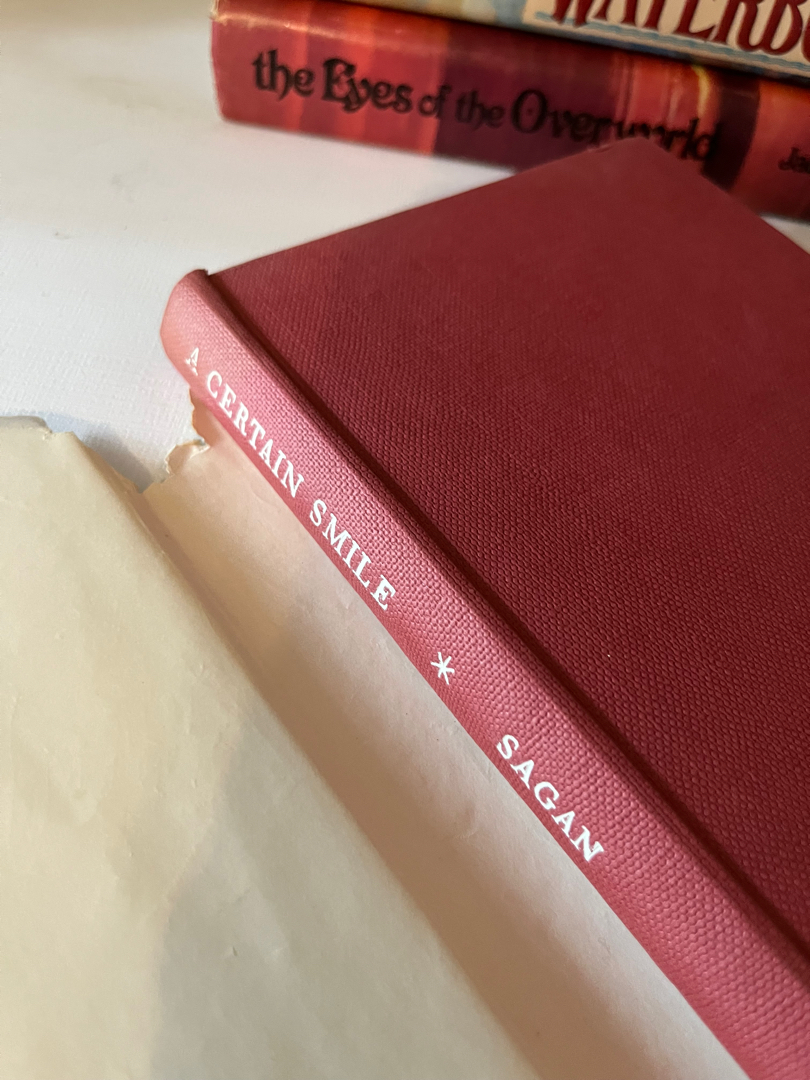 the Eyes of the Overworld
A CERTAIN SMILE * SAGAN